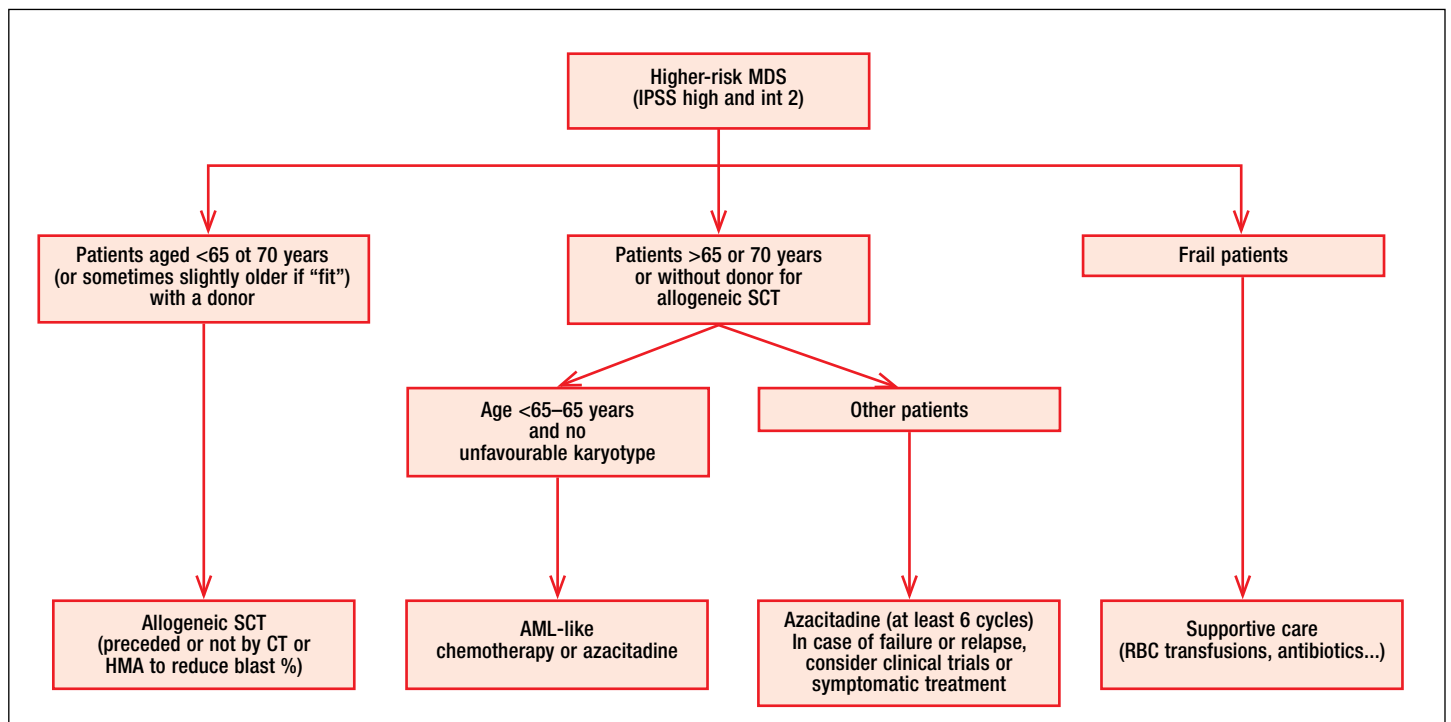 Higher-risk MDS
(IPSS high and int 2)
Patients aged <65 ot 70 years
(or sometimes slightly older if “fit”)
with a donor
Patients >65 or 70 years
or without donor for
allogeneic SCT
Frail patients
Age <65–65 years
and no
unfavourable karyotype
Other patients
Allogeneic SCT
(preceded or not by CT or
HMA to reduce blast %)
AML-like
chemotherapy or azacitadine
Azacitadine (at least 6 cycles)
In case of failure or relapse,
consider clinical trials or
symptomatic treatment
Supportive care
(RBC transfusions, antibiotics...)